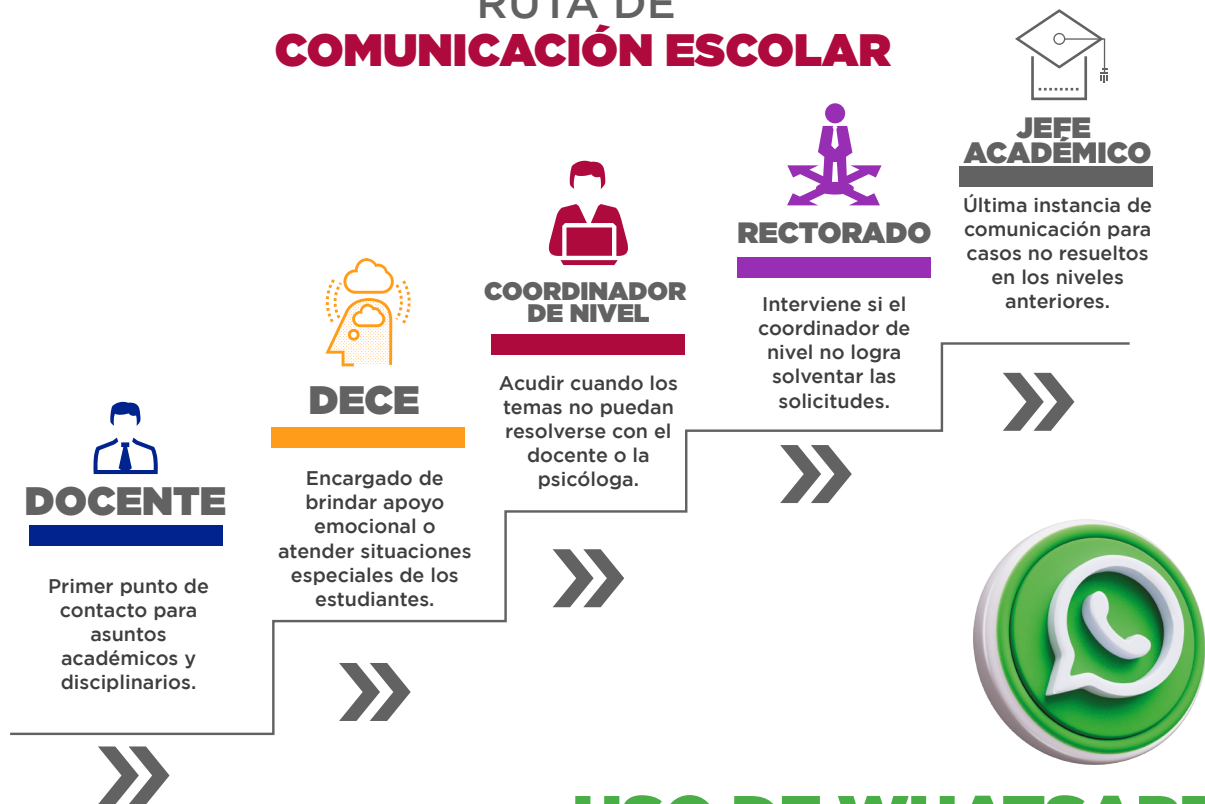 RUTA DE
COMUNICACIÓN ESCOLAR
DOCENTE
Primer punto de
contacto para
asuntos
académicos y
disciplinarios.
DECE
Encargado de
brindar apoyo
emocional o
atender situaciones
especiales de los
estudiantes.
COORDINADOR
DE NIVEL
Acudir cuando los
temas no puedan
resolverse con el
docente o la
psicóloga.
RECTORADO
Interviene si el
coordinador de
nivel no logra
solventar las
solicitudes.
JEFE
ACADÉMICO
Última instancia de
comunicación para
casos no resueltos
en los niveles
anteriores.
USO DE WHATSAPP